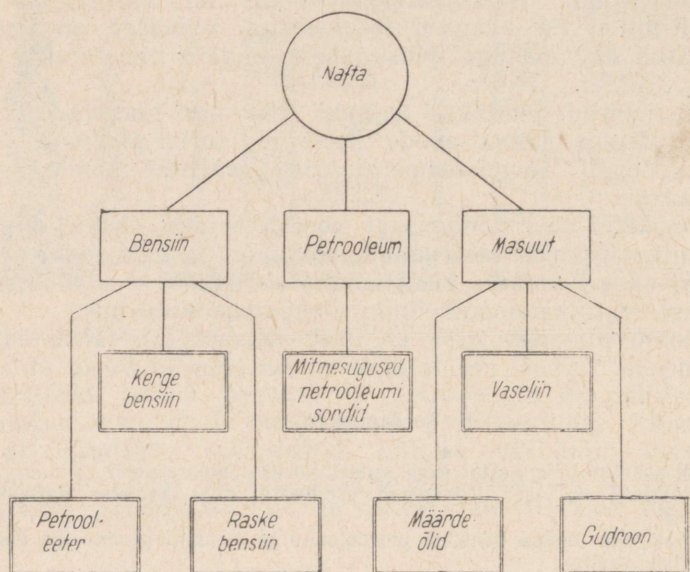 Nafta
Bensiin
Petrooleum
Masuut
Kerge
bensiin
Mitmesugused
petrooleumi
sordid
Vaseliin
Petrool-
eeter
Raske
bensiin
Määrde-
õlid
Gudroon